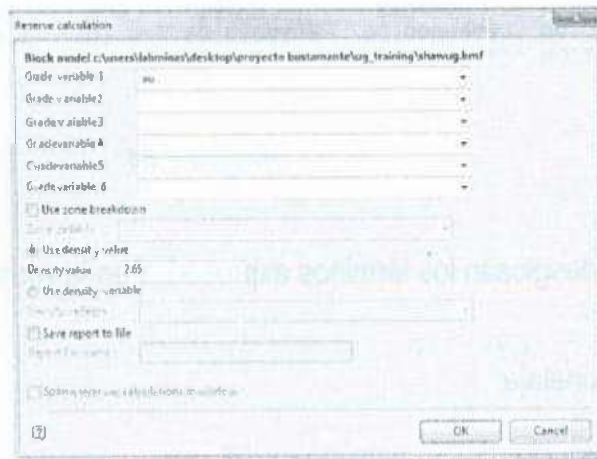 Reserve calculation
Block model c:\users\labminas\desktop\proyecto bustamante\ug_training\shawug.bmf
Grade variable 1 au
Grade variable 2
Grade variable 3
Grade variable 4
Grade variable 5
Grade variable 6
Use zone breakdown
Use density value
Density value 2.65
Use density variable
Save report to file
OK
Cancel